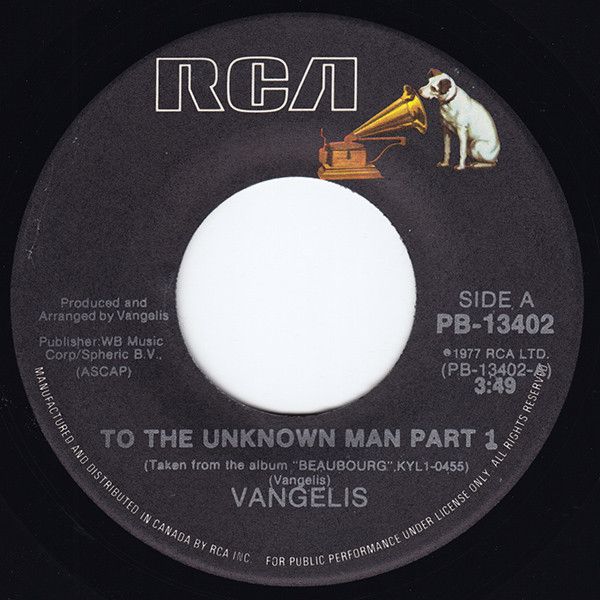 RCA
Produced and
Arranged by Vangelis
Publisher: WB Music
Corp/Spheric B.V.,
(ASCAP)
SIDE A
PB-13402
℗1977 RCA LTD.
(PB-13402-A)
3:49
TO THE UNKNOWN MAN PART 1
(Taken from the album "BEAUBOURG", KYL1-0455)
(Vangelis)
VANGELIS
MANUFACTURED AND DISTRIBUTED IN CANADA BY RCA INC. FOR PUBLIC PERFORMANCE UNDER LICENSE ONLY. ALL RIGHTS RESERVED